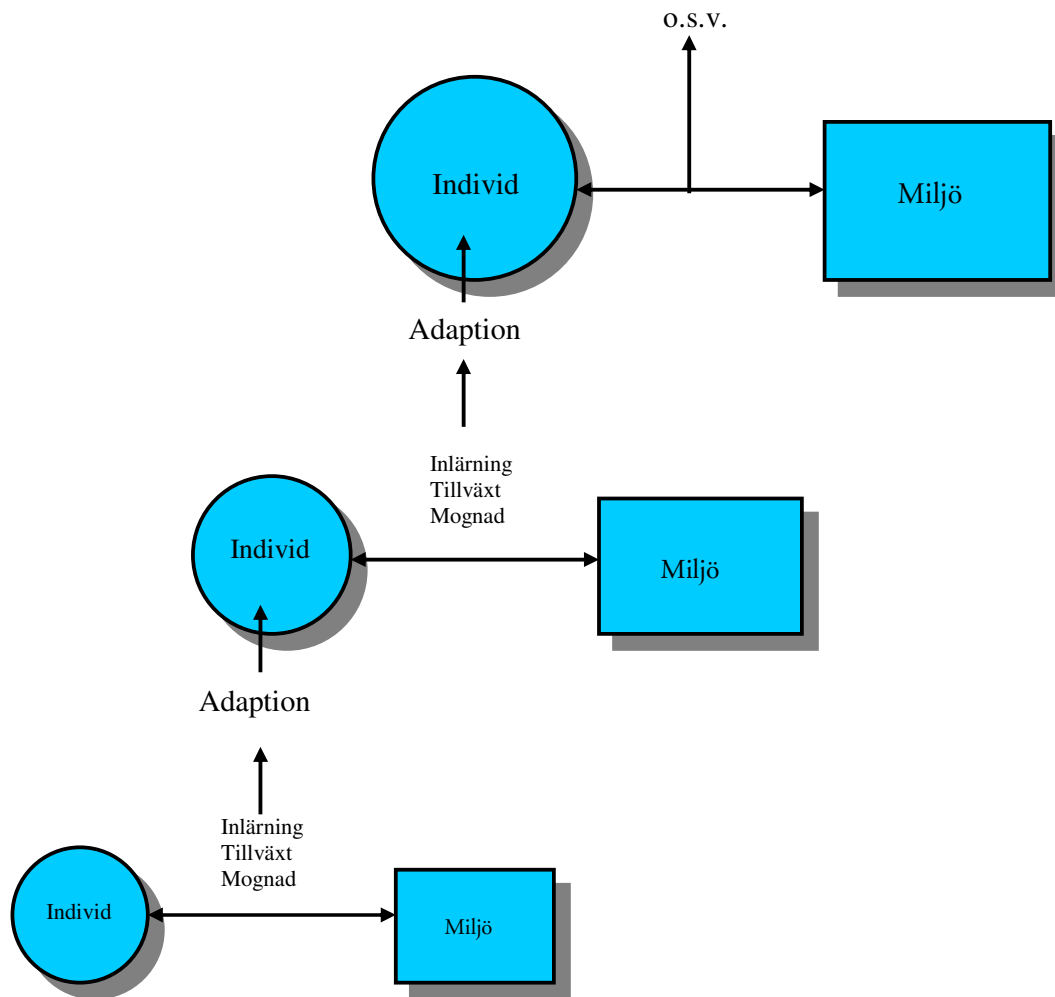 o.s.v.
Individ
Miljö
Adaption
Inlärning
Tillväxt
Mognad
Individ
Miljö
Adaption
Inlärning
Tillväxt
Mognad
Individ
Miljö